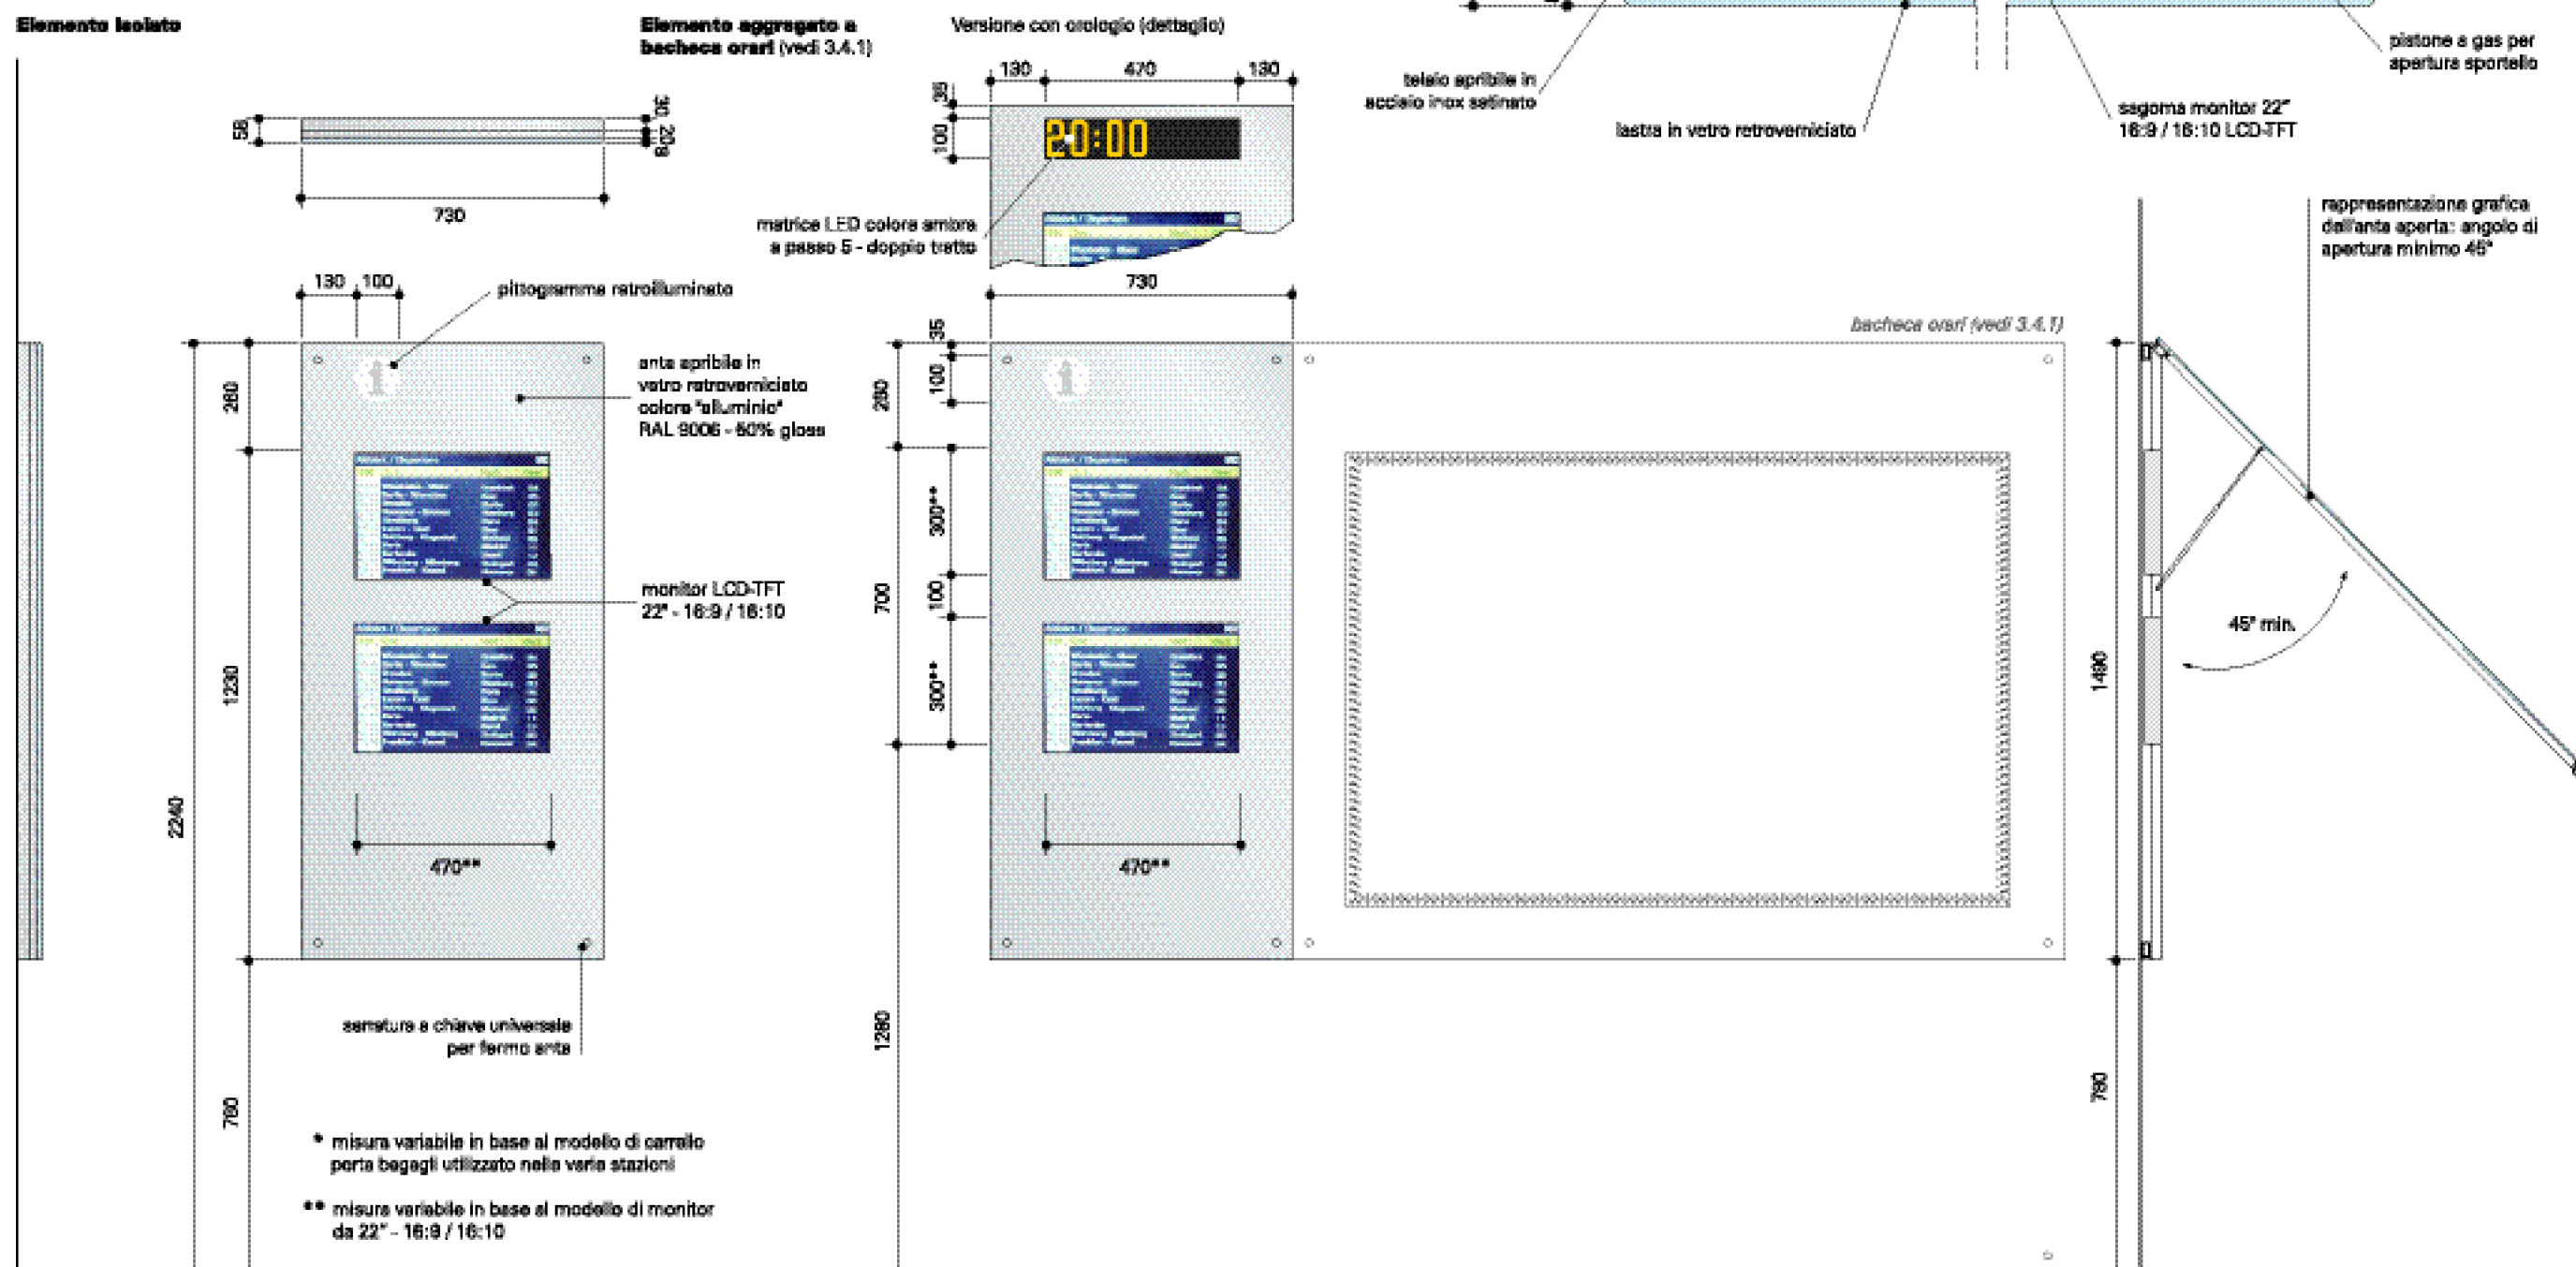 Elemento isolato
Elemento aggregato a
bacheca orari (vedi 3.4.1)
Versione con orologio (dettaglio)
telaio apribile in
acciaio inox satinato
lastra in vetro retroverniciato
sagoma monitor 22"
16:9 / 16:10 LCD-TFT
pistone a gas per
apertura sportello
58
30
20
8
730
130
470
130
35
100
20:00
matrice LED colore ambra
a passo 5 - doppio tratto
730
rappresentazione grafica
dell'anta aperta: angolo di
apertura minimo 45°
130
100
pittogramma retroilluminato
i
anta apribile in
vetro retroverniciato
colore "alluminio"
RAL 9006 - 60% gloss
260
1230
2240
780
monitor LCD-TFT
22" - 16:9 / 16:10
470**
serratura a chiave universale
per fermo anta
35
100
i
300**
100
300**
700
1280
470**
bacheca orari (vedi 3.4.1)
45° min.
1490
780
* misura variabile in base al modello di carrello
porta bagagli utilizzato nelle varie stazioni
** misura variabile in base al modello di monitor
da 22" - 16:9 / 16:10